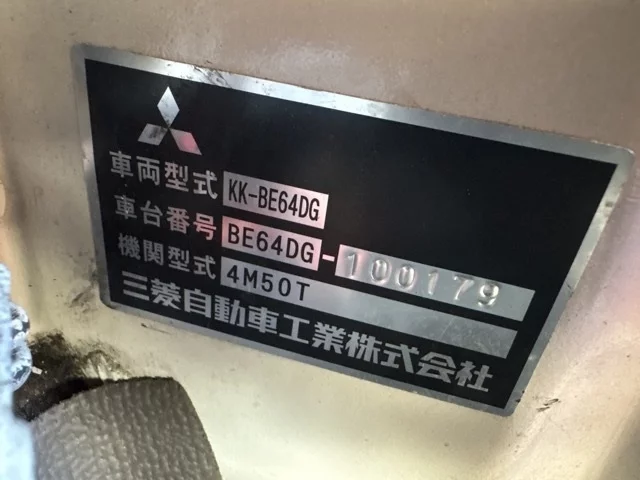 車両型式 KK-BE64DG
車台番号 BE64DG-100179
機関型式 4M50T
三菱自動車工業株式会社